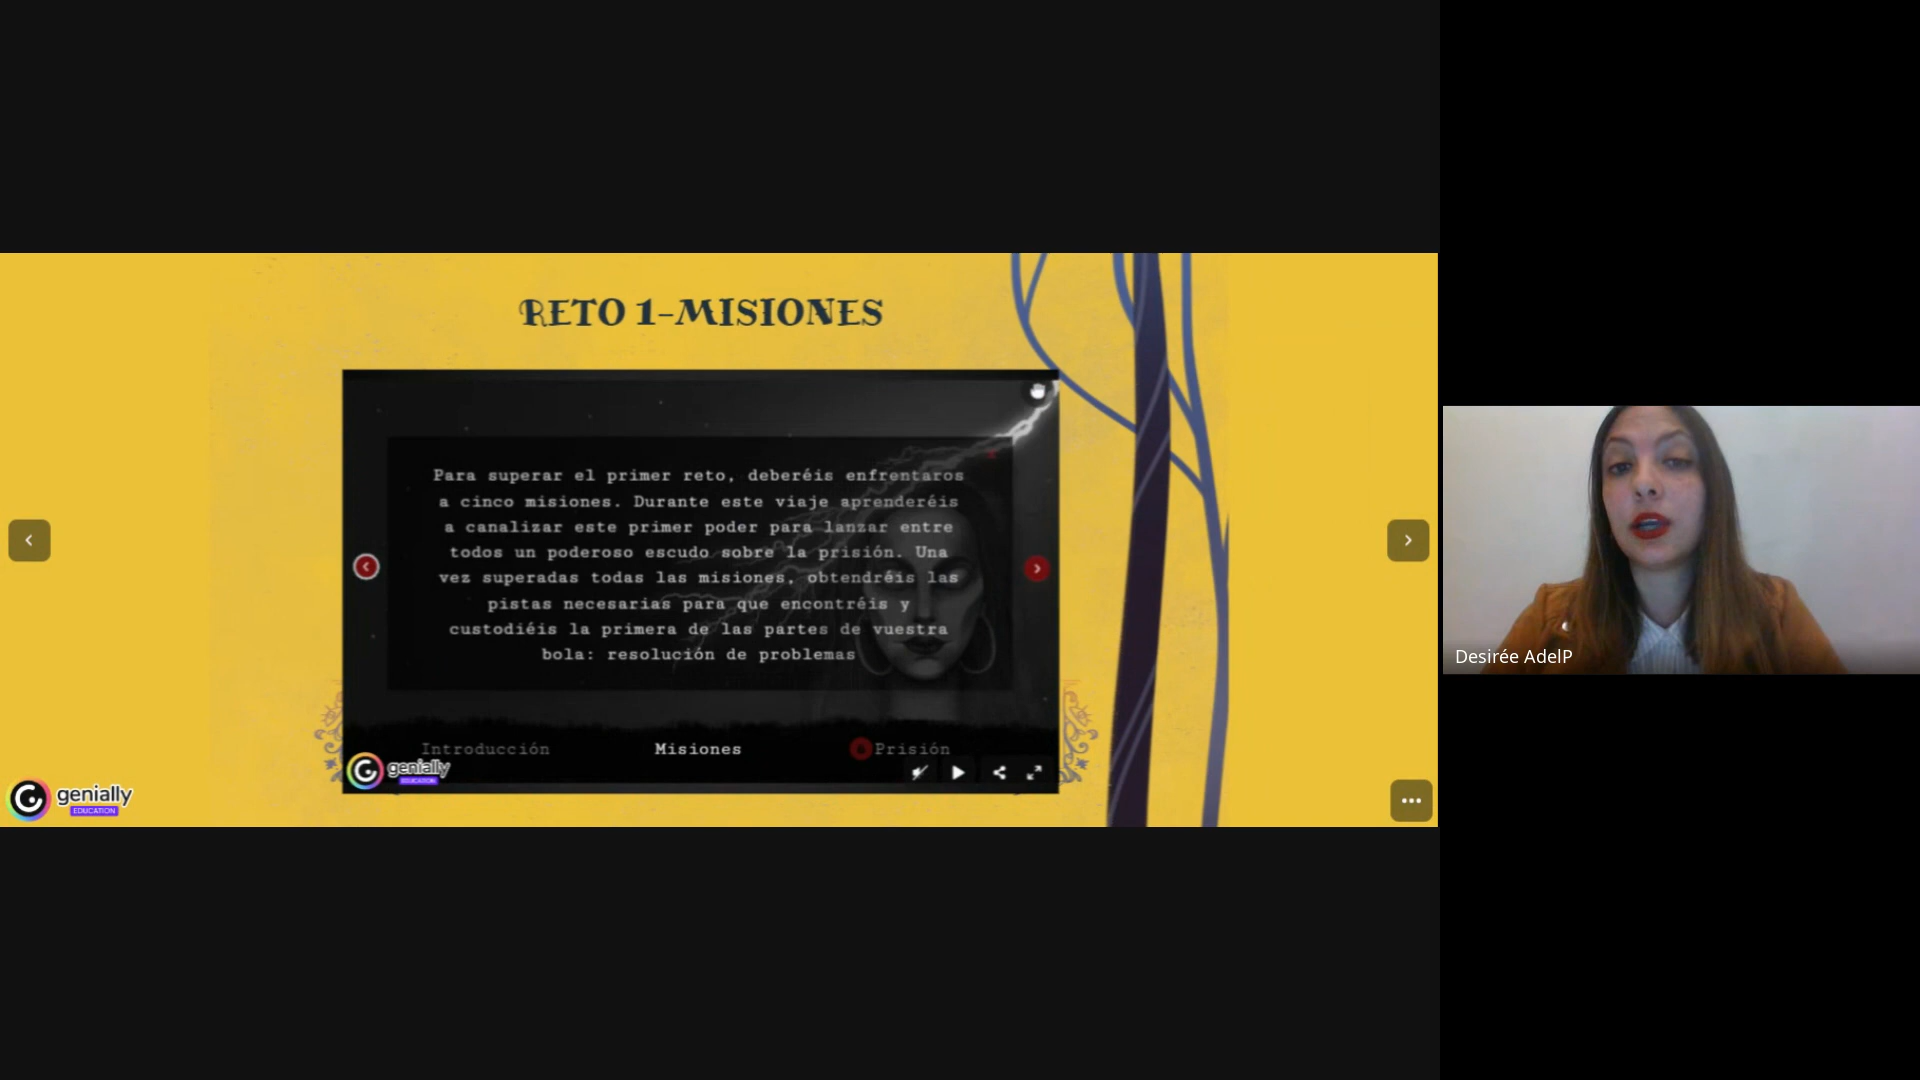 RETO 1-MISIONES
Para superar el primer reto, deberéis enfrentaros
a cinco misiones. Durante este viaje aprenderéis
a canalizar este primer poder para lanzar entre
todos un poderoso escudo sobre la prisión. Una
vez superadas todas las misiones, obtendréis las
pistas necesarias para que encontréis y
custodiéis la primera de las partes de vuestra
bola: resolución de problemas
Introducción
Misiones
Prisión
genially
EDUCATION
genially
EDUCATION
Desirée AdelP